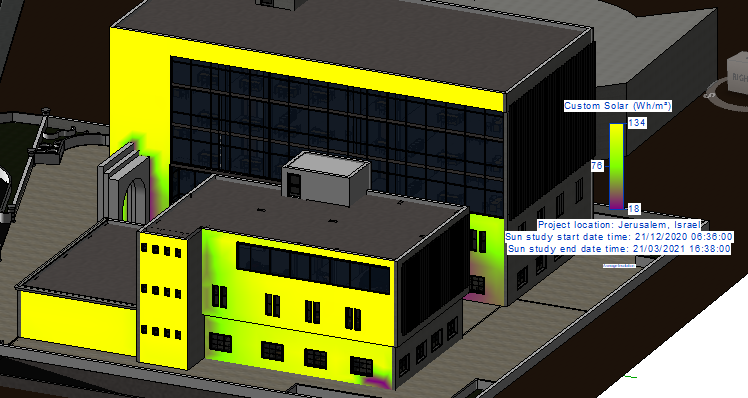 Custom Solar (Wh/m²)
134
76
18
Project location: Jerusalem, Israel
Sun study start date time: 21/12/2020 06:36:00
Sun study end date time: 21/03/2021 16:38:00
RIGH